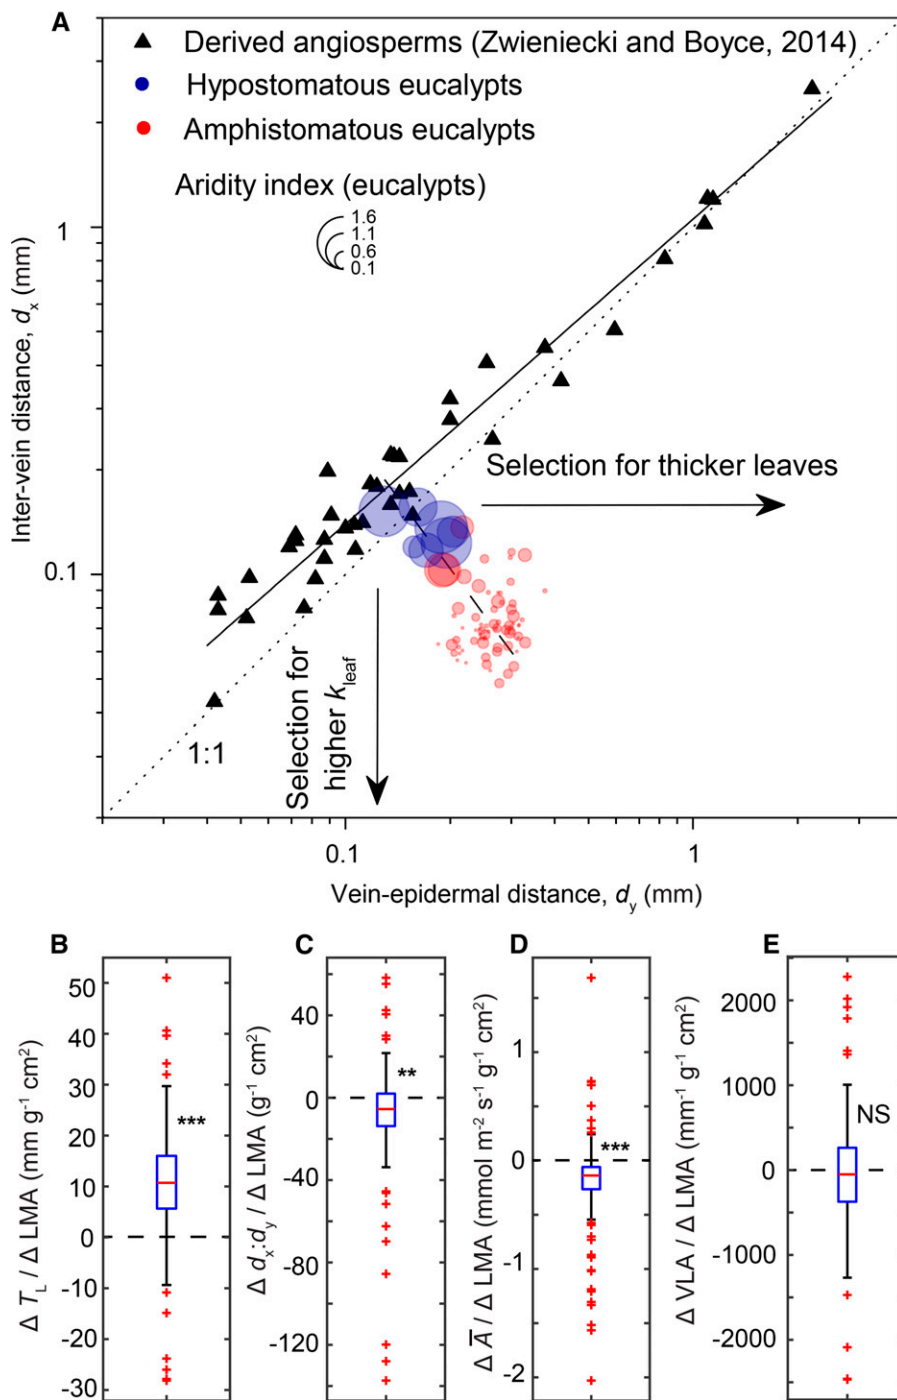 A
Derived angiosperms (Zwieniecki and Boyce, 2014)
Hypostomatous eucalypts
Amphistomatous eucalypts
Aridity index (eucalypts)
1.6
1.1
0.6
0.1
Inter-vein distance, dₓ (mm)
1
0.1
Selection for thicker leaves
Selection for
higher k_leaf
1:1
0.1
1
Vein-epidermal distance, d_y (mm)
B
Δ T_L / Δ LMA (mm g⁻¹ cm²)
50
40
30
20
10
0
-10
-20
-30
***
C
Δ dₓ:d_y / Δ LMA (g⁻¹ cm²)
40
0
-40
-80
-120
**
D
Δ A̅ / Δ LMA (mmol m⁻² s⁻¹ g⁻¹ cm²)
1
0
-1
-2
***
E
Δ VLA / Δ LMA (mm⁻¹ g⁻¹ cm²)
2000
1000
0
-1000
-2000
NS